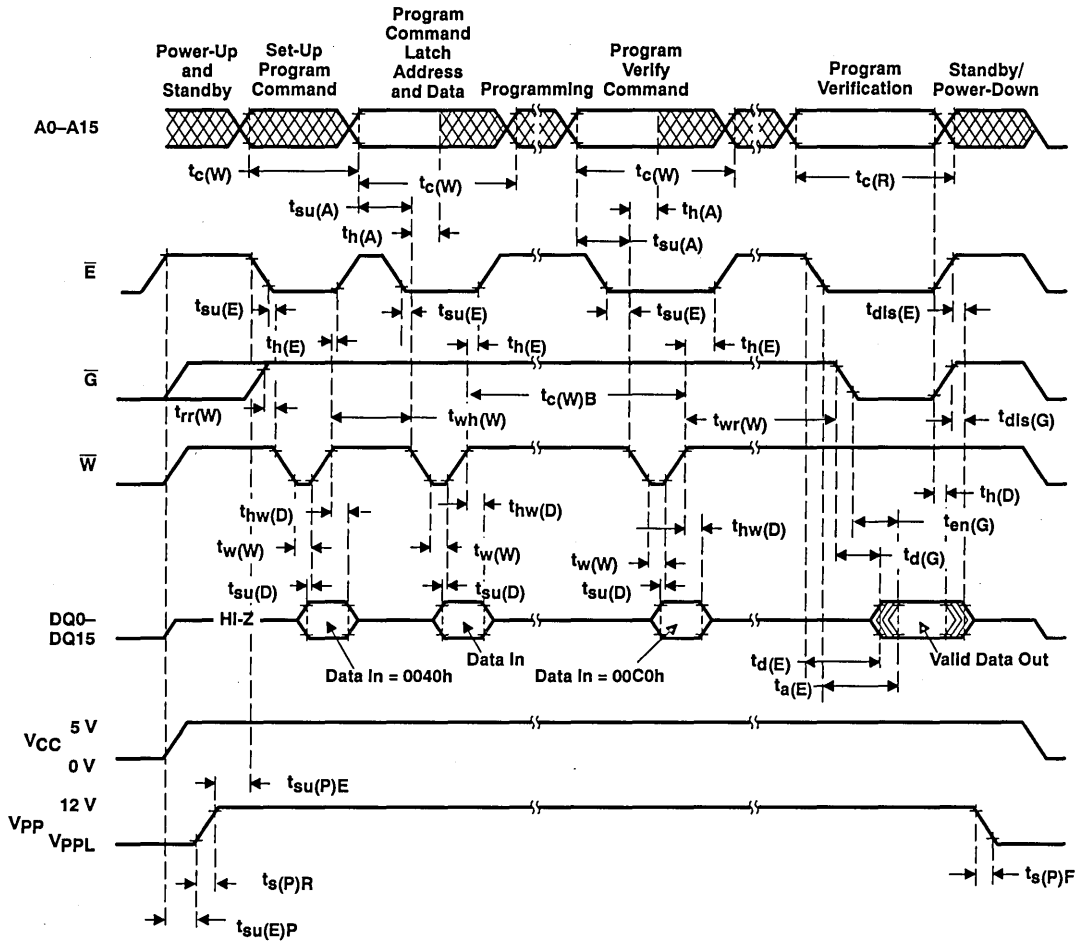 Power-Up
and
Standby
Set-Up
Program
Command
Program
Command
Latch
Address
and Data
Programming
Program
Verify
Command
Program
Verification
Standby/
Power-Down
A0–A15
tc(W)
tc(W)
tc(W)
tc(R)
tsu(A)
th(A)
th(A)
tsu(A)
E
tsu(E)
tsu(E)
tsu(E)
tdis(E)
th(E)
th(E)
th(E)
G
trr(W)
tc(W)B
twh(W)
twr(W)
tdis(G)
W
thw(D)
thw(D)
thw(D)
th(D)
ten(G)
tw(W)
tw(W)
tw(W)
td(G)
tsu(D)
tsu(D)
tsu(D)
DQ0–
DQ15
HI-Z
Data In = 0040h
Data In
Data In = 00C0h
Valid Data Out
td(E)
ta(E)
5 V
VCC
0 V
tsu(P)E
12 V
VPP
VPPL
ts(P)R
ts(P)F
tsu(E)P